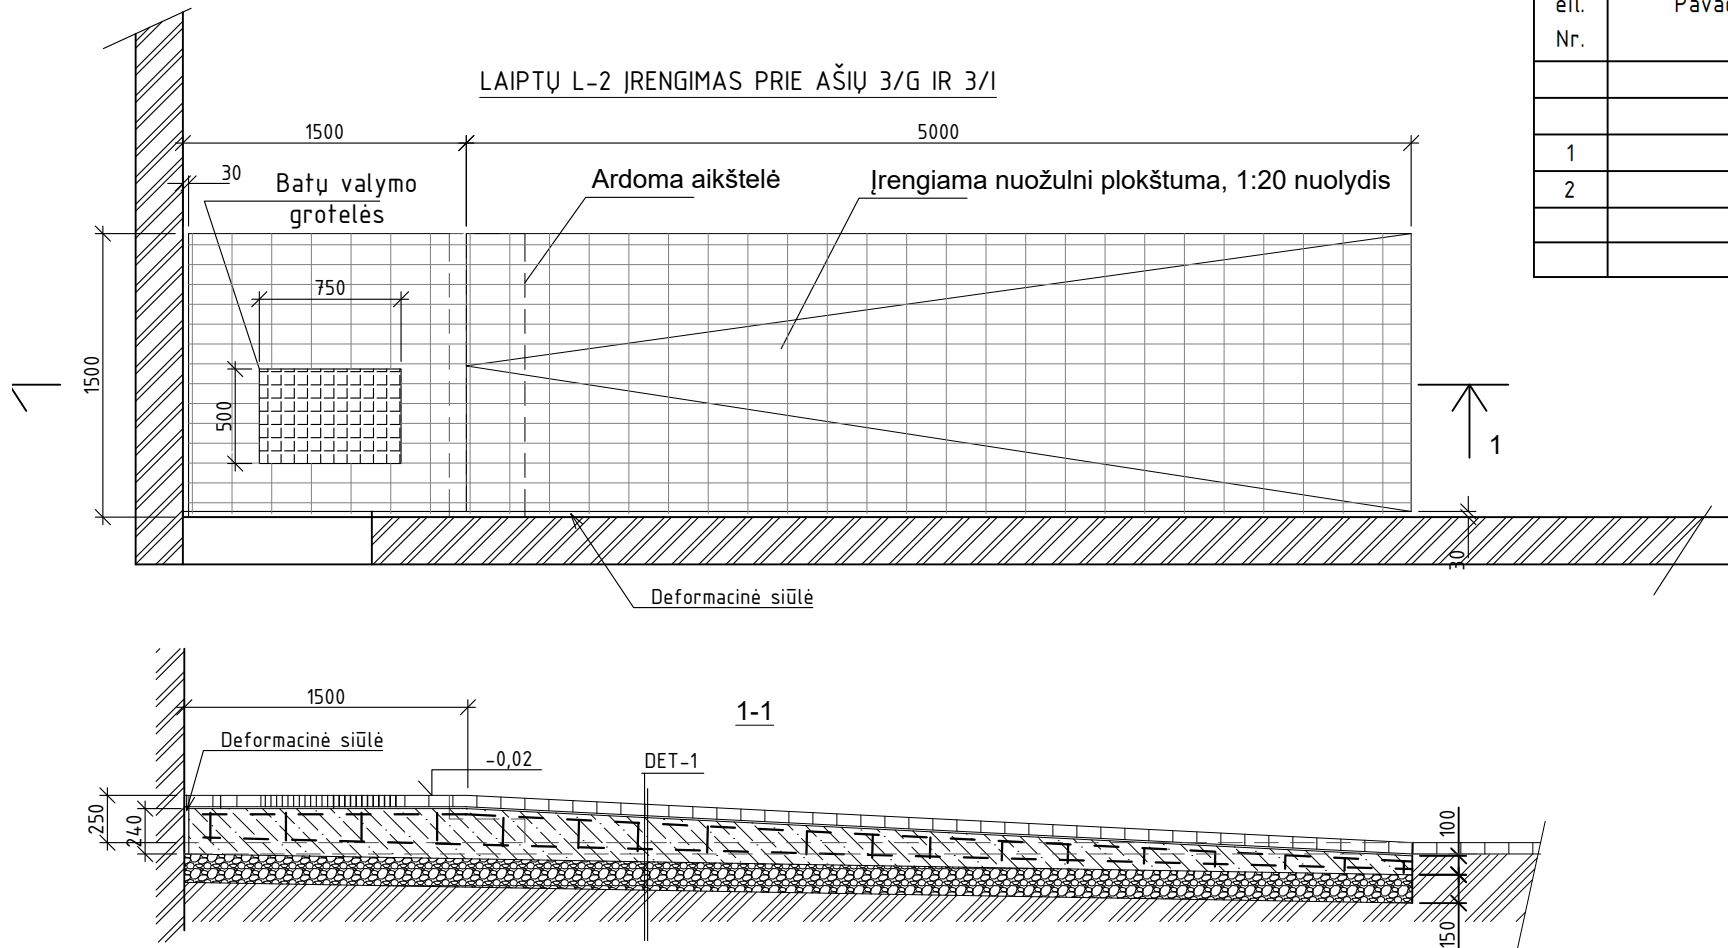 eil.
Nr.
1
2
LAIPTŲ L-2 ĮRENGIMAS PRIE AŠIŲ 3/G IR 3/I
1500
5000
30
Batų valymo
grotelės
Ardoma aikštelė
Įrengiama nuožulni plokštuma, 1:20 nuolydis
750
1500
500
1
30
Deformacinė siūlė
1500
1-1
Deformacinė siūlė
-0,02
DET-1
250
240
100
150